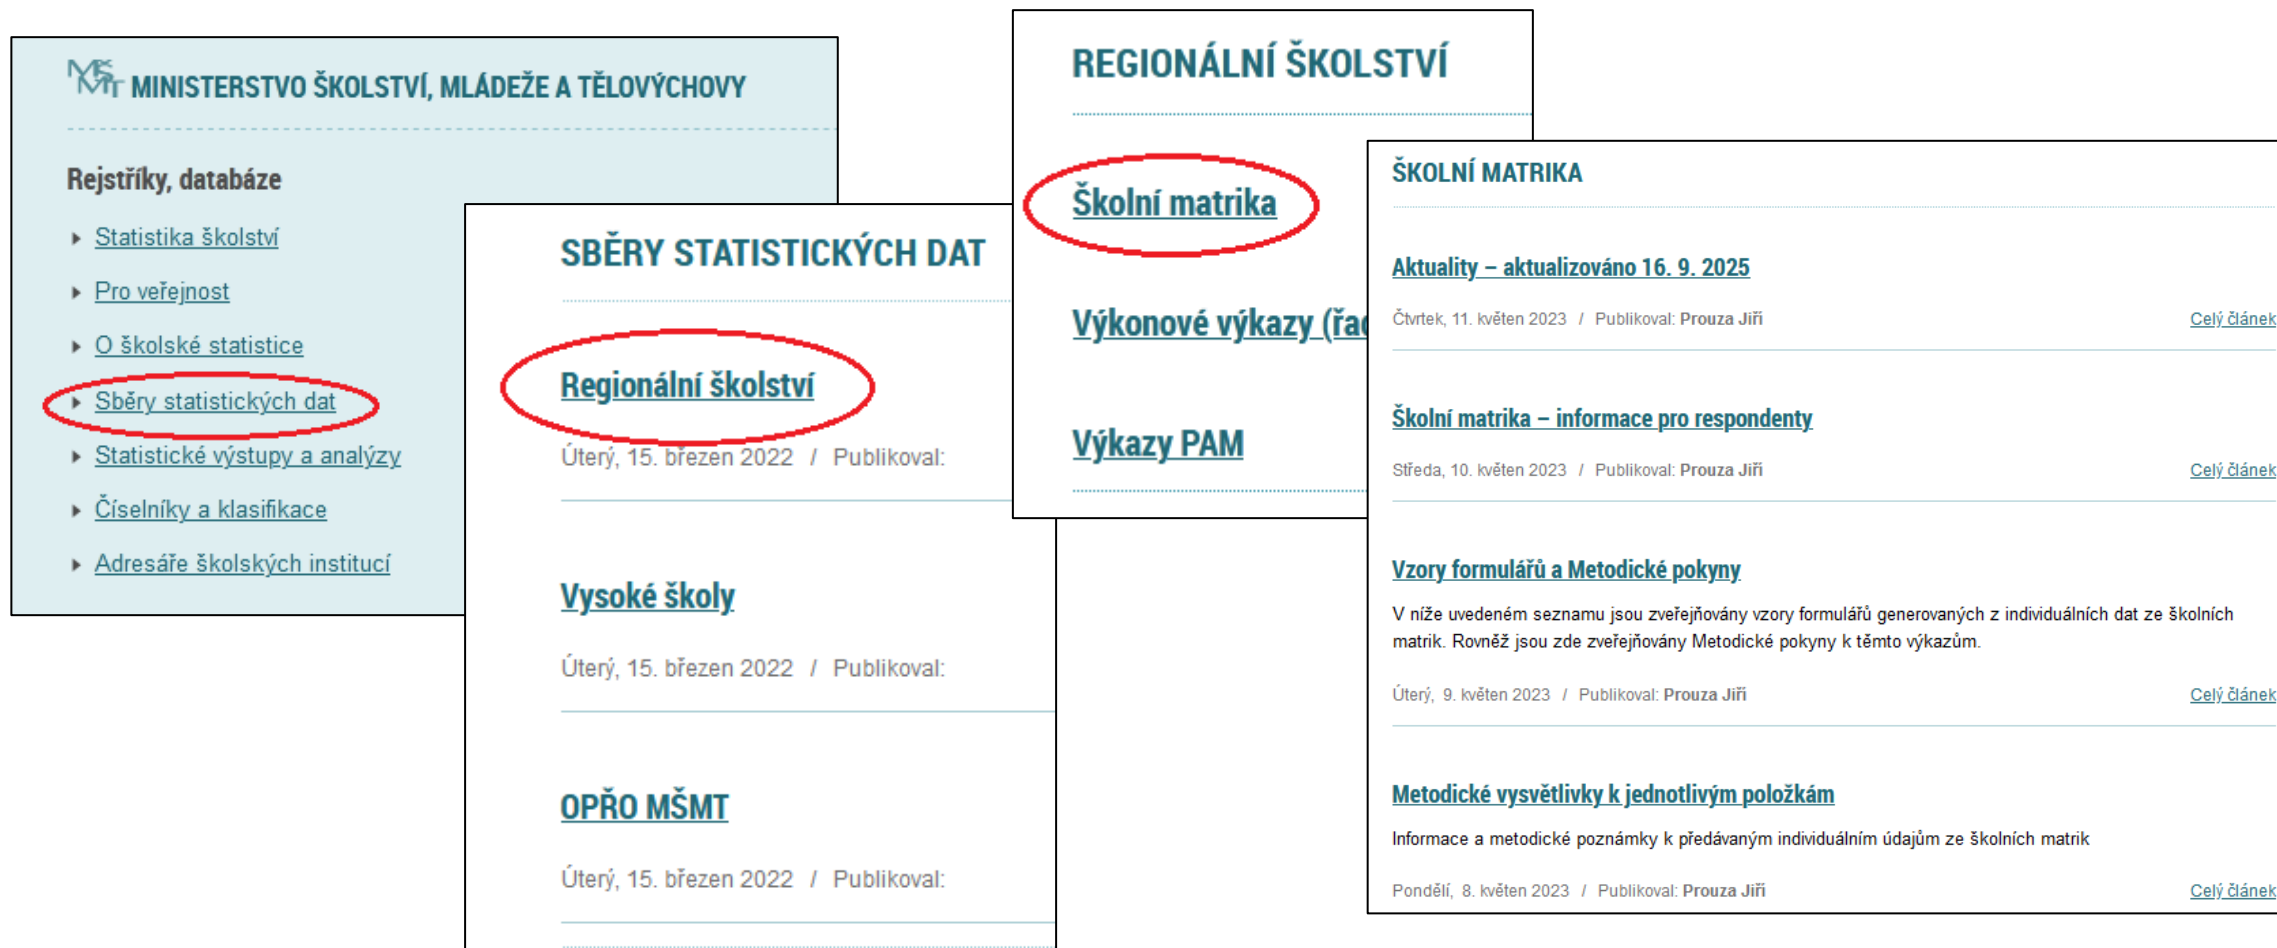 MŠMT MINISTERSTVO ŠKOLSTVÍ, MLÁDEŽE A TĚLOVÝCHOVY
Rejstříky, databáze
Statistika školství
Pro veřejnost
O školské statistice
Sběry statistických dat
Statistické výstupy a analýzy
Číselníky a klasifikace
Adresáře školských institucí
SBĚRY STATISTICKÝCH DAT
Regionální školství
Úterý, 15. březen 2022 / Publikoval:
Vysoké školy
Úterý, 15. březen 2022 / Publikoval:
OPŘO MŠMT
Úterý, 15. březen 2022 / Publikoval:
REGIONÁLNÍ ŠKOLSTVÍ
Školní matrika
Výkonové výkazy (řad
Výkazy PAM
ŠKOLNÍ MATRIKA
Aktuality – aktualizováno 16. 9. 2025
Čtvrtek, 11. květen 2023 / Publikoval: Prouza Jiří Celý článek
Školní matrika – informace pro respondenty
Středa, 10. květen 2023 / Publikoval: Prouza Jiří Celý článek
Vzory formulářů a Metodické pokyny
V níže uvedeném seznamu jsou zveřejňovány vzory formulářů generovaných z individuálních dat ze školních
matrik. Rovněž jsou zde zveřejňovány Metodické pokyny k těmto výkazům.
Úterý, 9. květen 2023 / Publikoval: Prouza Jiří Celý článek
Metodické vysvětlivky k jednotlivým položkám
Informace a metodické poznámky k předávaným individuálním údajům ze školních matrik
Pondělí, 8. květen 2023 / Publikoval: Prouza Jiří Celý článek